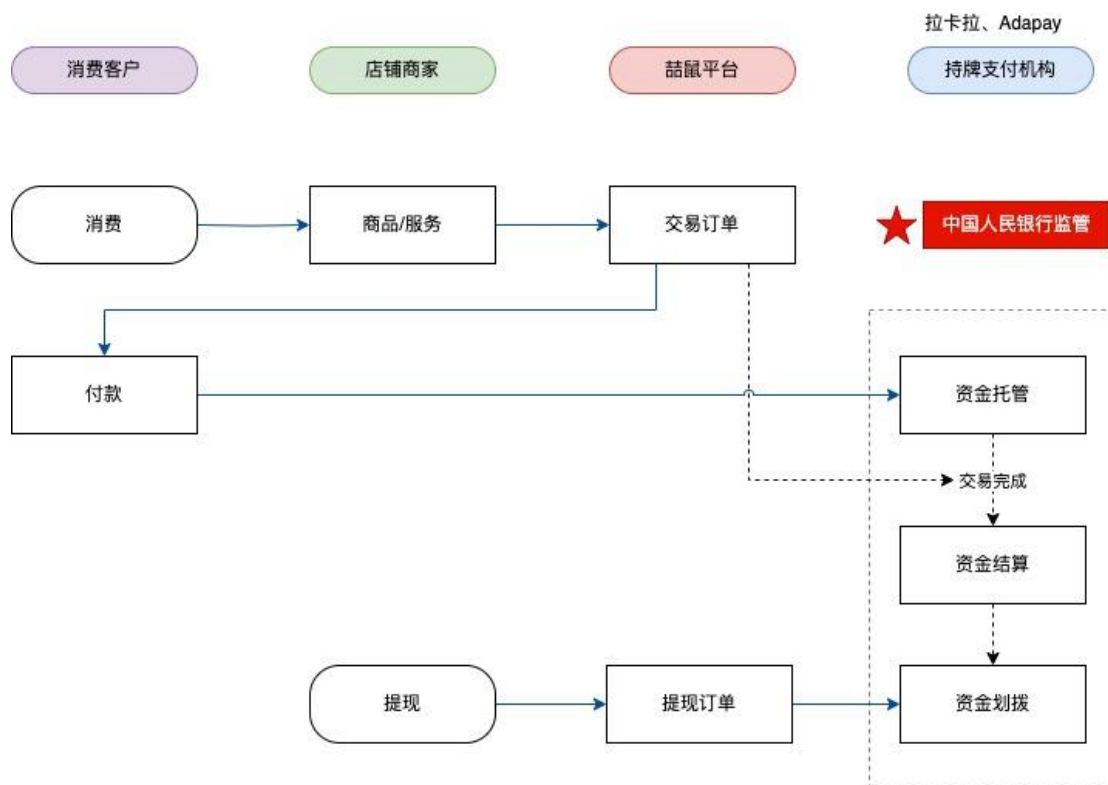 拉卡拉、Adapay
消费客户
店铺商家
喆鼠平台
持牌支付机构
消费
商品/服务
交易订单
中国人民银行监管
付款
资金托管
交易完成
资金结算
提现
提现订单
资金划拨